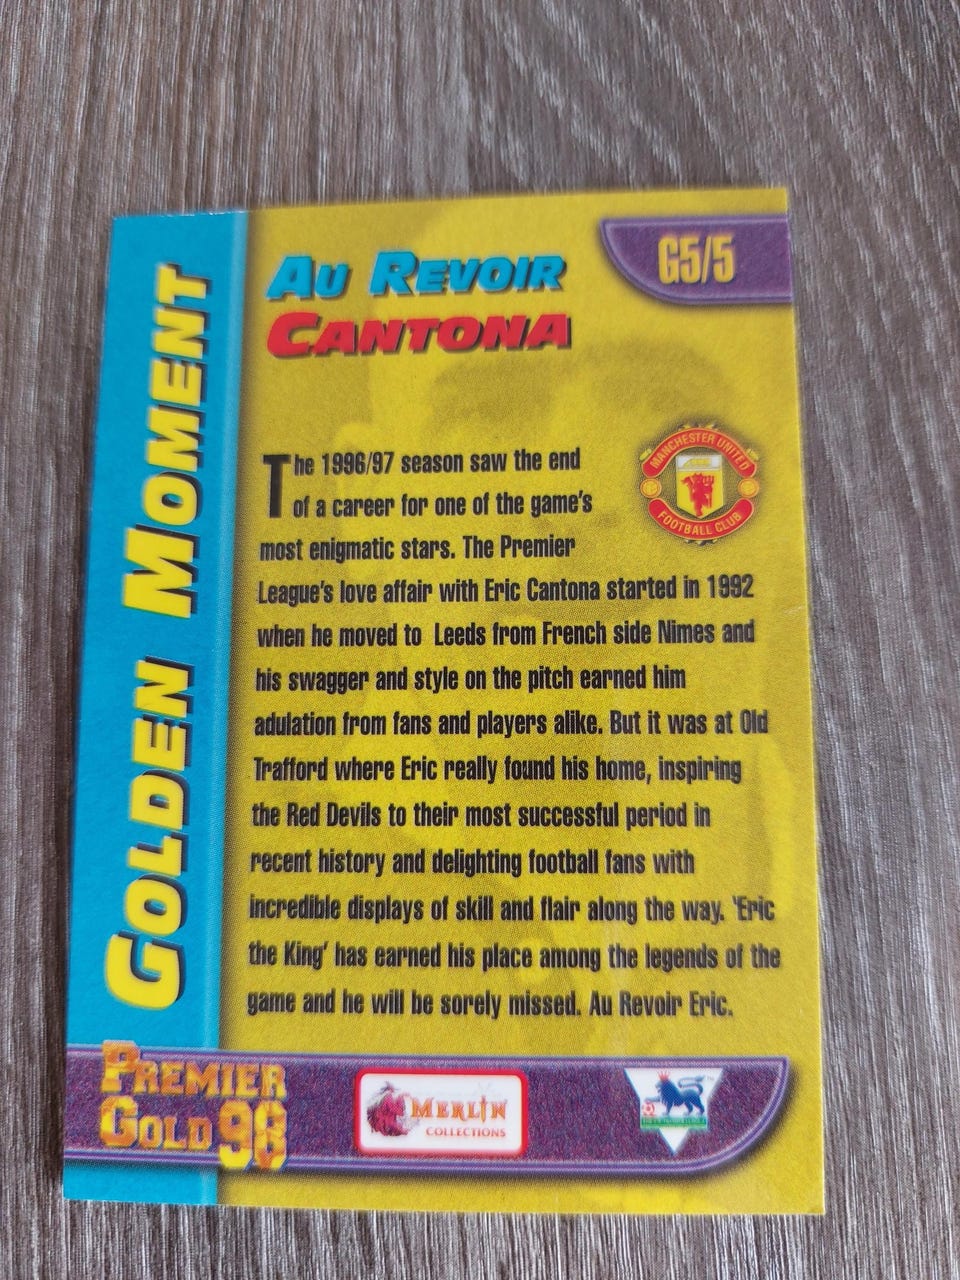 GOLDEN MOMENT
AU REVOIR
CANTONA
G5/5
MANCHESTER UNITED
FOOTBALL CLUB
The 1996/97 season saw the end
of a career for one of the game's
most enigmatic stars. The Premier
League's love affair with Eric Cantona started in 1992
when he moved to Leeds from French side Nimes and
his swagger and style on the pitch earned him
adulation from fans and players alike. But it was at Old
Trafford where Eric really found his home, inspiring
the Red Devils to their most successful period in
recent history and delighting football fans with
incredible displays of skill and flair along the way. 'Eric
the King' has earned his place among the legends of the
game and he will be sorely missed. Au Revoir Eric.
PREMIER
GOLD 98
MERLIN
COLLECTIONS